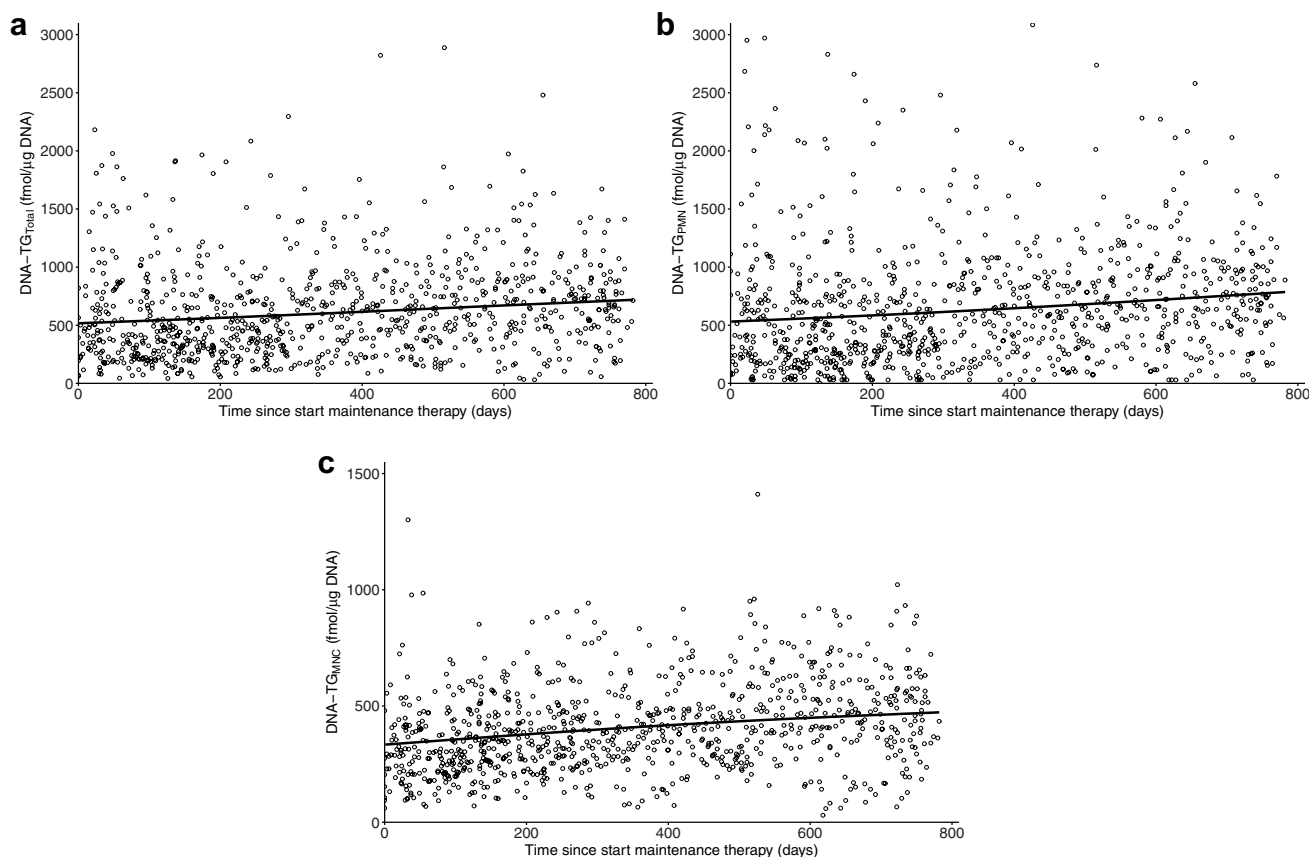 a
3000
2500
2000
1500
1000
500
0
DNA−TGTotal (fmol/µg DNA)
0 200 400 600 800
Time since start maintenance therapy (days)
b
3000
2500
2000
1500
1000
500
0
DNA−TGPMN (fmol/µg DNA)
0 200 400 600 800
Time since start maintenance therapy (days)
c
1500
1000
500
0
DNA−TGMNC (fmol/µg DNA)
0 200 400 600 800
Time since start maintenance therapy (days)